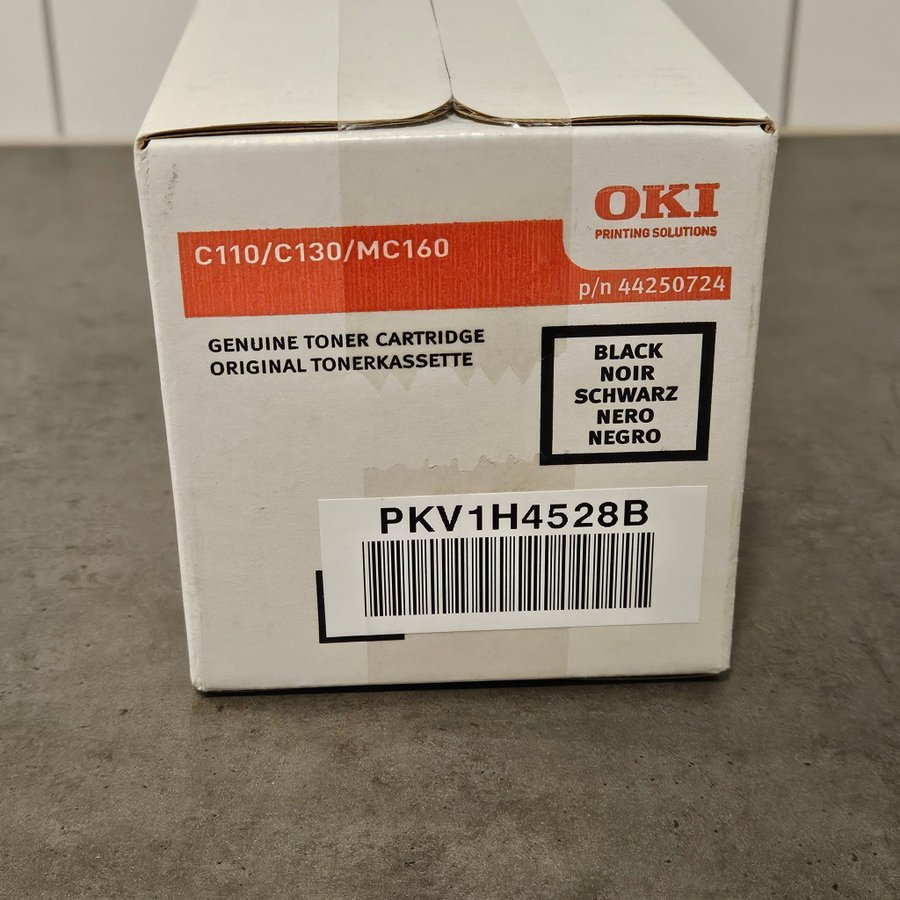 OKI
PRINTING SOLUTIONS
C110/C130/MC160
p/n 44250724
GENUINE TONER CARTRIDGE
ORIGINAL TONERKASSETTE
BLACK
NOIR
SCHWARZ
NERO
NEGRO
PKV1H4528B